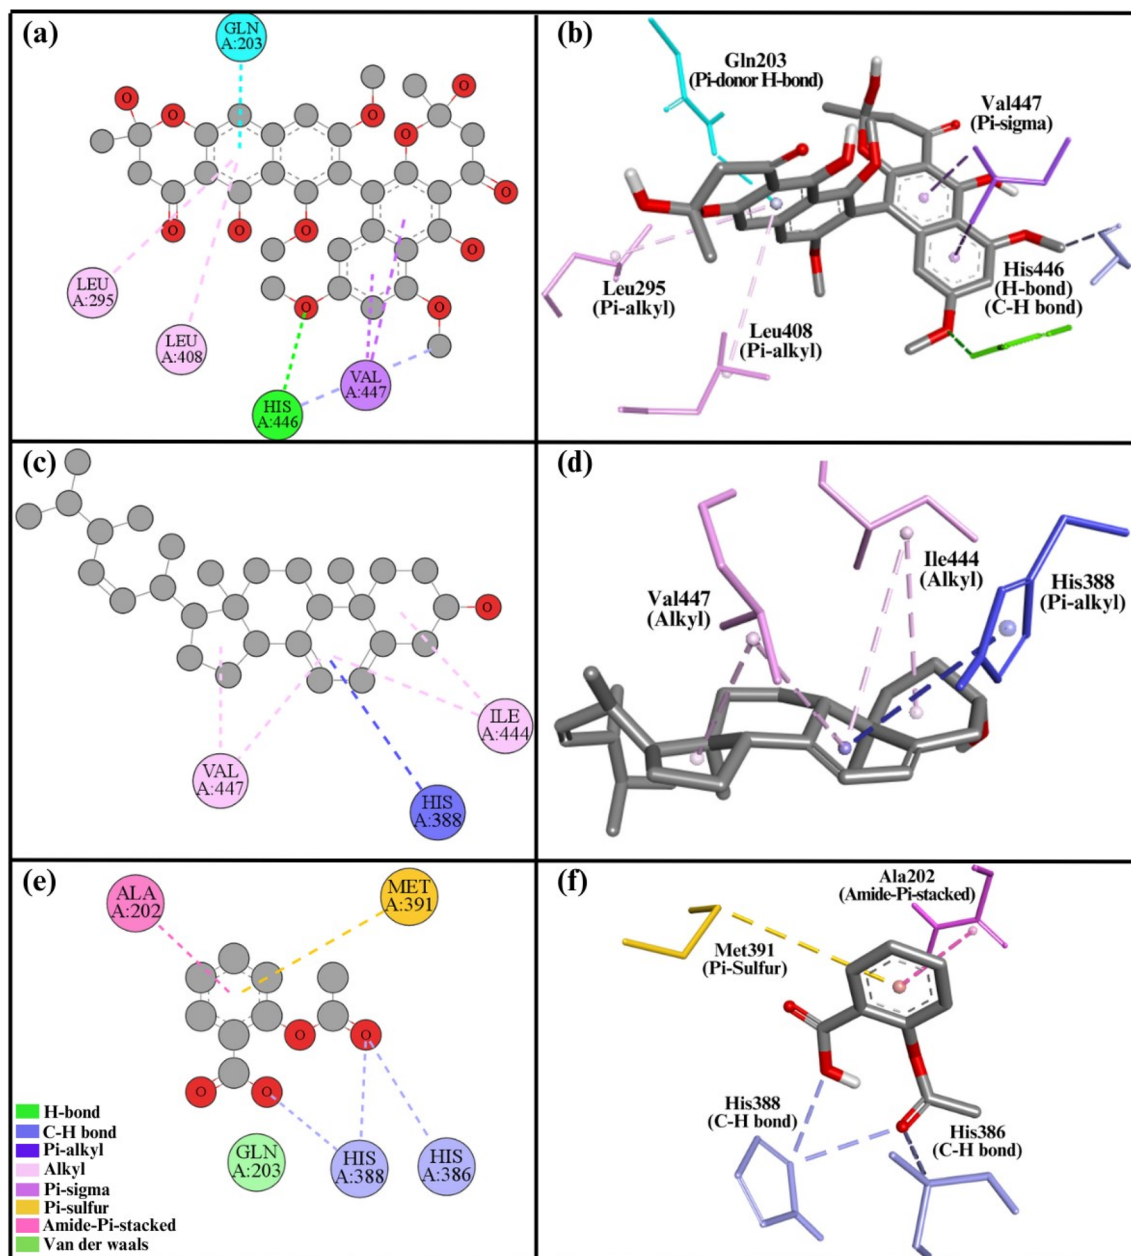 (a)
GLN
A:203
O
O
O
O
O
O
O
O
O
O
O
O
O
LEU
A:295
LEU
A:408
HIS
A:446
VAL
A:447
(b)
Gln203
(Pi-donor H-bond)
Val447
(Pi-sigma)
Leu295
(Pi-alkyl)
Leu408
(Pi-alkyl)
His446
(H-bond)
(C-H bond)
(c)
O
VAL
A:447
ILE
A:444
HIS
A:388
(d)
Val447
(Alkyl)
Ile444
(Alkyl)
His388
(Pi-alkyl)
(e)
ALA
A:202
MET
A:391
O
O
O
O
GLN
A:203
HIS
A:388
HIS
A:386
H-bond
C-H bond
Pi-alkyl
Alkyl
Pi-sigma
Pi-sulfur
Amide-Pi-stacked
Van der waals
(f)
Ala202
(Amide-Pi-stacked)
Met391
(Pi-Sulfur)
His388
(C-H bond)
His386
(C-H bond)